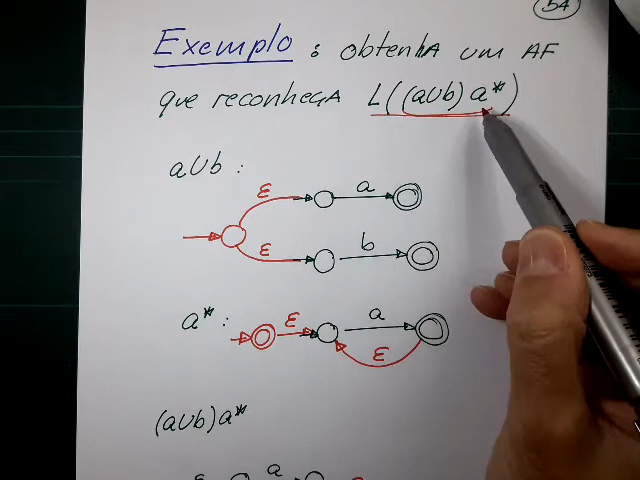 54
Exemplo : obtenha um AF
que reconheça L((aUb)a*)
aUb :
ε a
ε b
a* :
ε a
ε
(aUb)a*
ε a